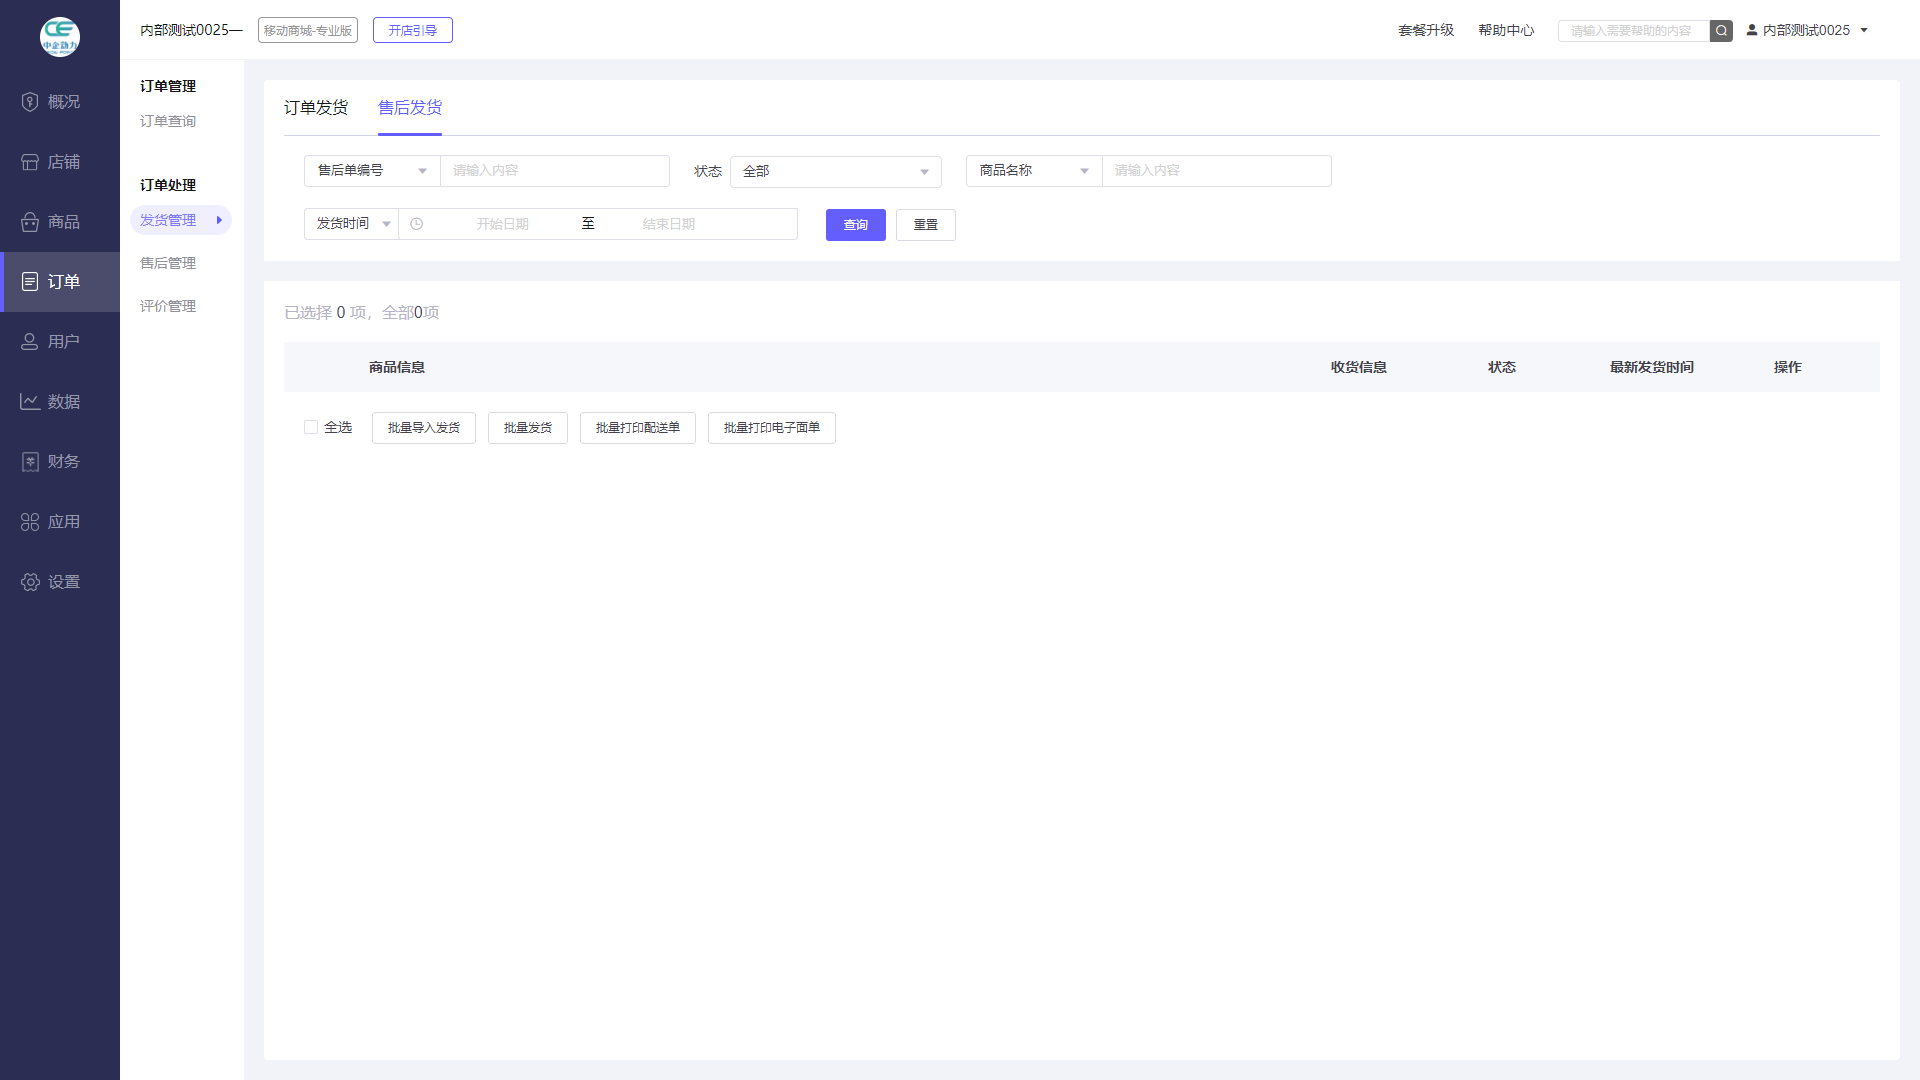 中企动力
内部测试0025—
移动商城-专业版
开店引导
套餐升级
帮助中心
请输入需要帮助的内容
内部测试0025
概况
店铺
商品
订单
用户
数据
财务
应用
设置
订单管理
订单查询
订单处理
发货管理
售后管理
评价管理
订单发货 售后发货
售后单编号 请输入内容 状态 全部 商品名称 请输入内容
发货时间 开始日期 至 结束日期 查询 重置
已选择 0 项，全部0项
商品信息 收货信息 状态 最新发货时间 操作
全选 批量导入发货 批量发货 批量打印配送单 批量打印电子面单